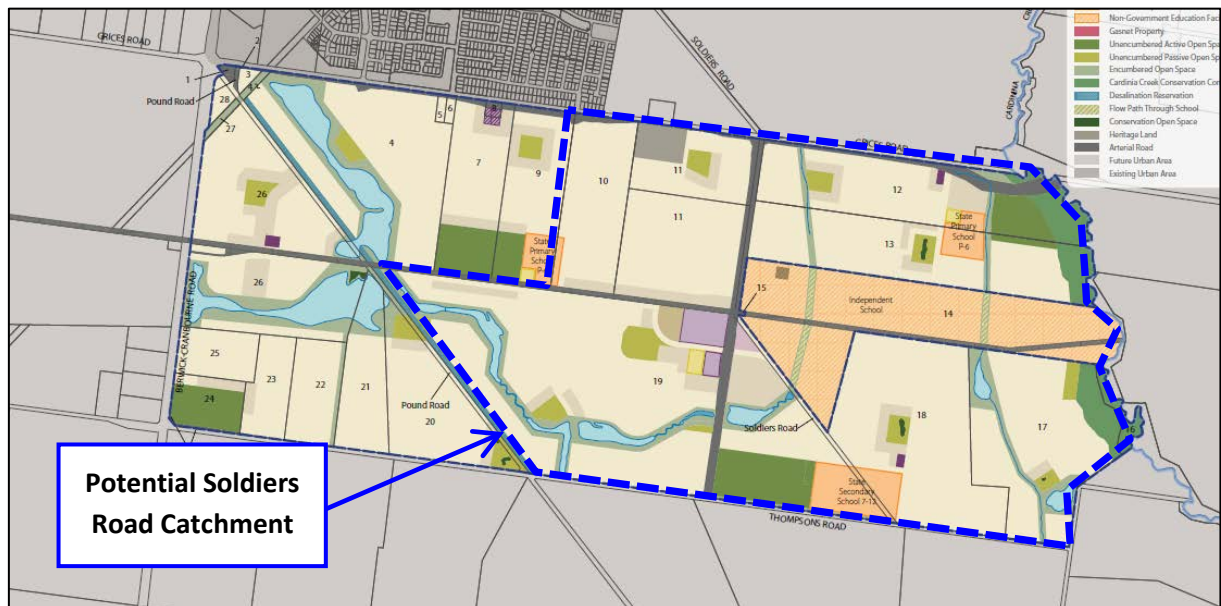 GRICES ROAD
2
1
Pound Road
3
28
27
4
5
6
8
7
9
10
11
11
SOLDIERS ROAD
GRICES ROAD
CARDINIA
Non-Government Education
Gasnet Property
Unencumbered Active Open
Unencumbered Passive Open
Encumbered Open Space
Cardinia Creek Conservation
Desalination Reservation
Flow Path Through School
Conservation Open Space
Heritage Land
Arterial Road
Future Urban Area
Existing Urban Area
12
State
Primary
School
P-6
13
State
Primary
26
26
15
Independent
School
14
BERWICK-CRANBOURNE ROAD
25
24
23
22
21
20
Pound Road
19
Soldiers Road
18
17
16
State
Secondary
School 7-12
THOMPSONS ROAD
Potential Soldiers
Road Catchment